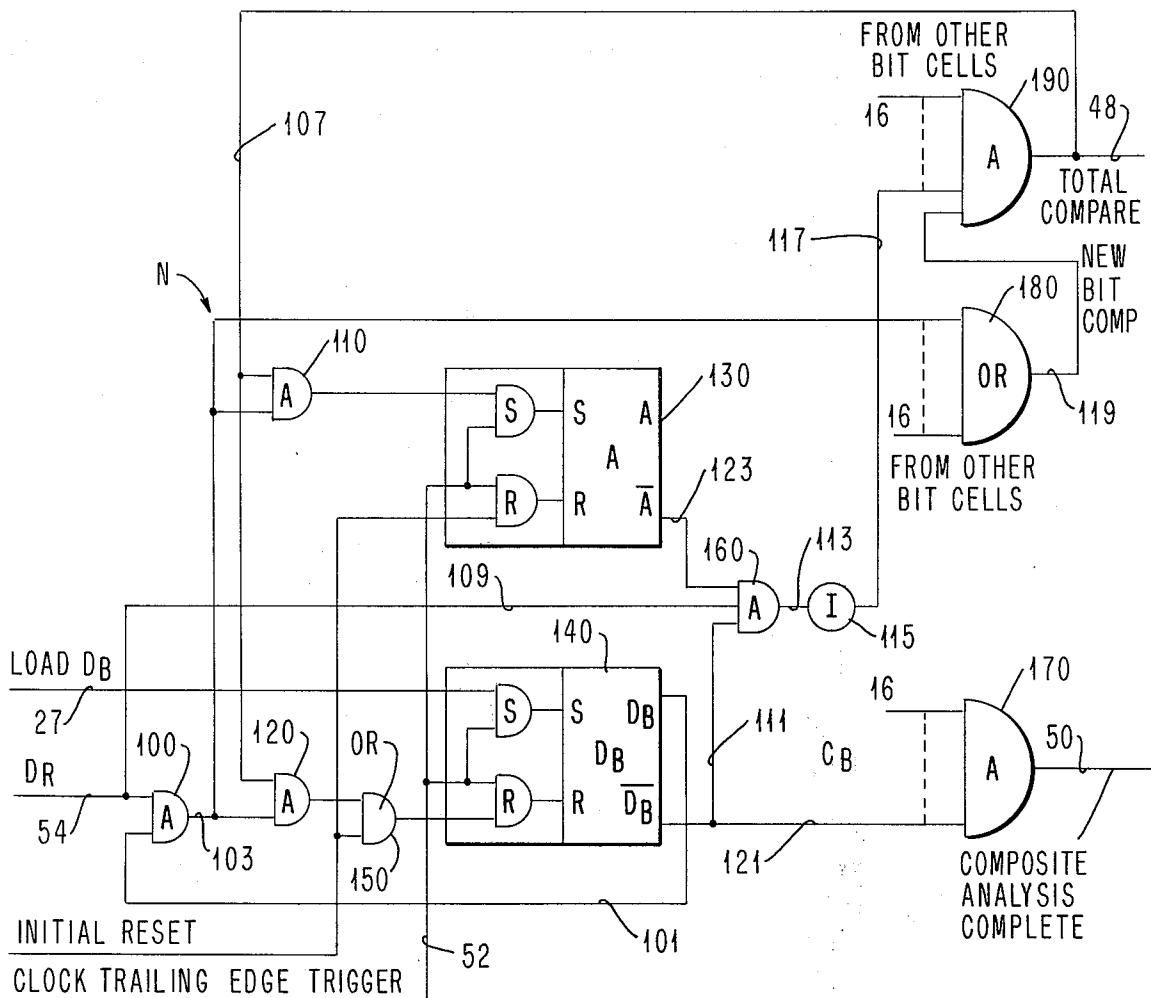 FROM OTHER
BIT CELLS
190
16
48
107
A
TOTAL
COMPARE
117
NEW
BIT
COMP
N
180
110
OR
130
119
A
S
S
A
16
A
FROM OTHER
BIT CELLS
123
R
R
A̅
160
113
109
A
I
115
140
LOAD DB
170
16
27
S
S
DB
111
50
100
120
OR
DB
CB
A
DR
A
A
R
R
D̅B̅
54
103
150
121
COMPOSITE
ANALYSIS
COMPLETE
INITIAL RESET
101
52
CLOCK TRAILING EDGE TRIGGER